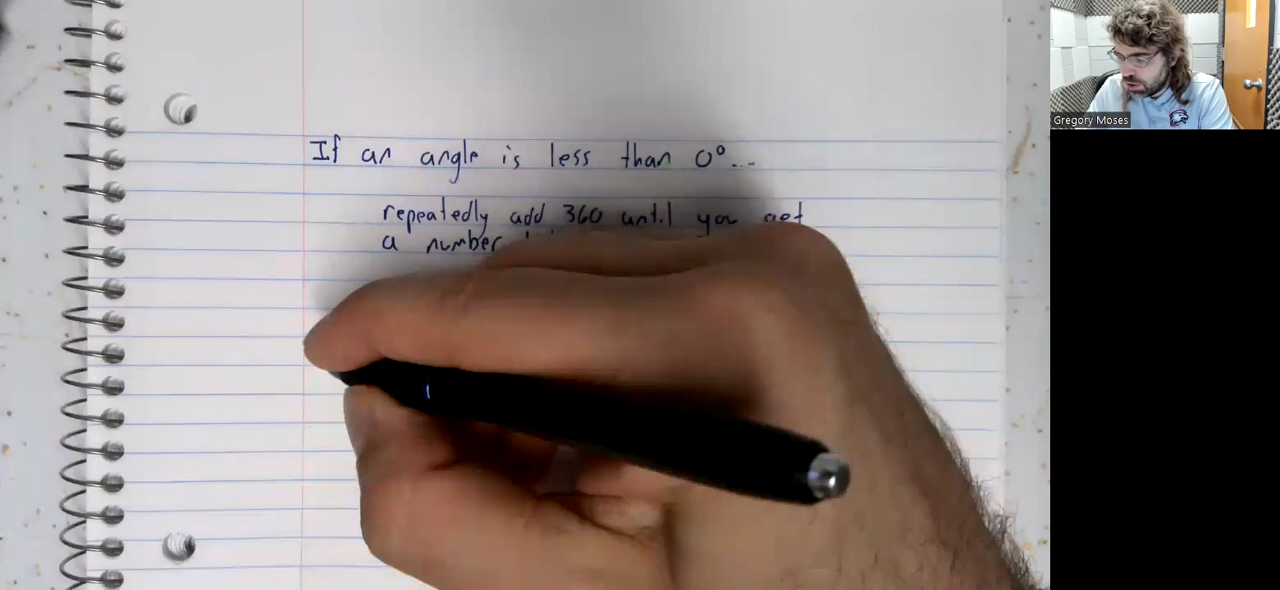 If an angle is less than 0°...
repeatedly add 360 until you get
a number
Gregory Moses